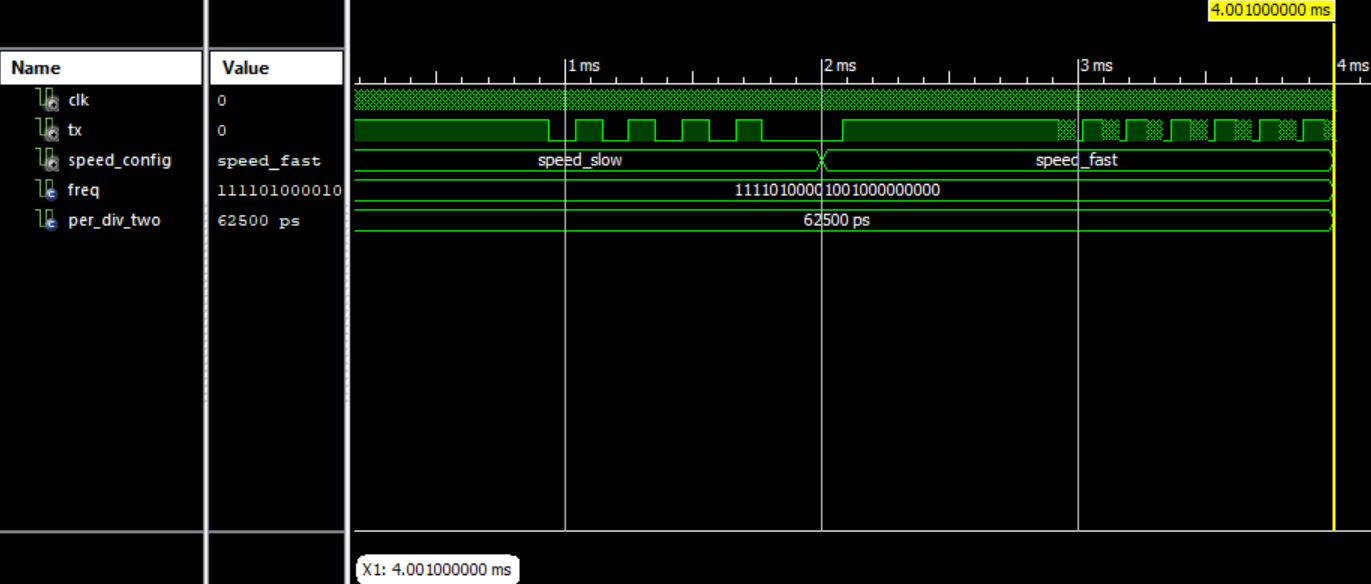 4.001000000 ms
Name Value
1 ms 2 ms 3 ms 4 ms
clk 0
tx 0
speed_config speed_fast speed_slow speed_fast
freq 111101000010 11110100001001000000000
per_div_two 62500 ps 62500 ps
X1: 4.001000000 ms